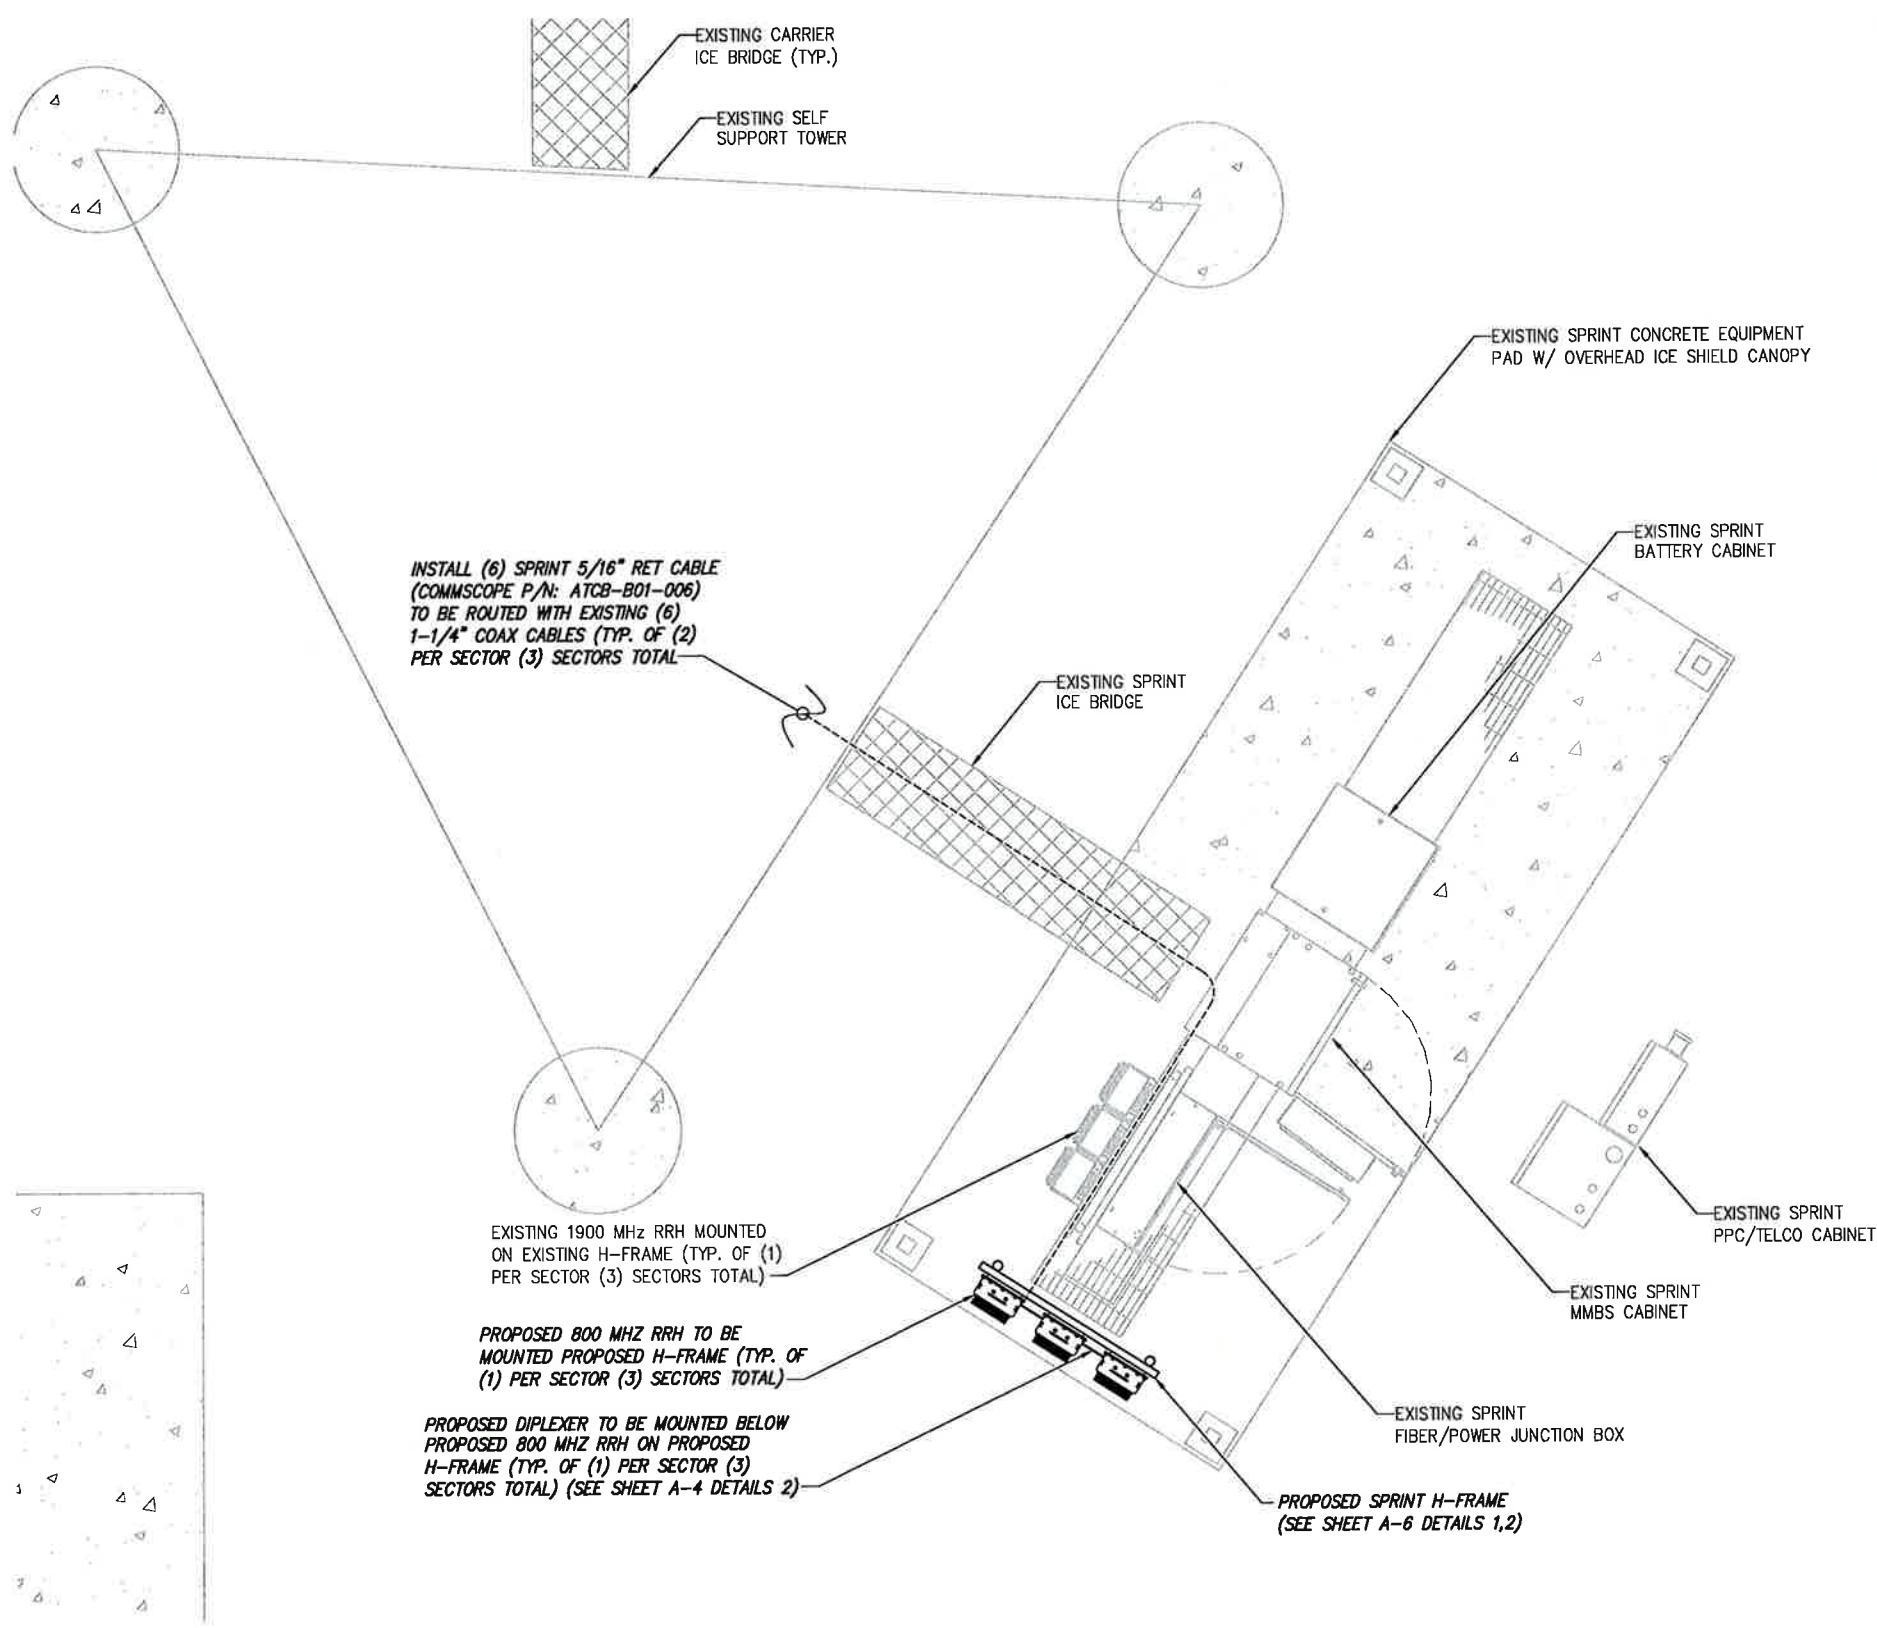 EXISTING CARRIER
ICE BRIDGE (TYP.)
EXISTING SELF
SUPPORT TOWER
EXISTING SPRINT CONCRETE EQUIPMENT
PAD W/ OVERHEAD ICE SHIELD CANOPY
EXISTING SPRINT
BATTERY CABINET
INSTALL (6) SPRINT 5/16" RET CABLE
(COMMSCOPE P/N: ATCB-B01-006)
TO BE ROUTED WITH EXISTING (6)
1-1/4" COAX CABLES (TYP. OF (2)
PER SECTOR (3) SECTORS TOTAL
EXISTING SPRINT
ICE BRIDGE
EXISTING 1900 MHz RRH MOUNTED
ON EXISTING H-FRAME (TYP. OF (1)
PER SECTOR (3) SECTORS TOTAL)
EXISTING SPRINT
PPC/TELCO CABINET
EXISTING SPRINT
MMBS CABINET
PROPOSED 800 MHZ RRH TO BE
MOUNTED PROPOSED H-FRAME (TYP. OF
(1) PER SECTOR (3) SECTORS TOTAL)
EXISTING SPRINT
FIBER/POWER JUNCTION BOX
PROPOSED DIPLEXER TO BE MOUNTED BELOW
PROPOSED 800 MHZ RRH ON PROPOSED
H-FRAME (TYP. OF (1) PER SECTOR (3)
SECTORS TOTAL) (SEE SHEET A-4 DETAILS 2)
PROPOSED SPRINT H-FRAME
(SEE SHEET A-6 DETAILS 1,2)